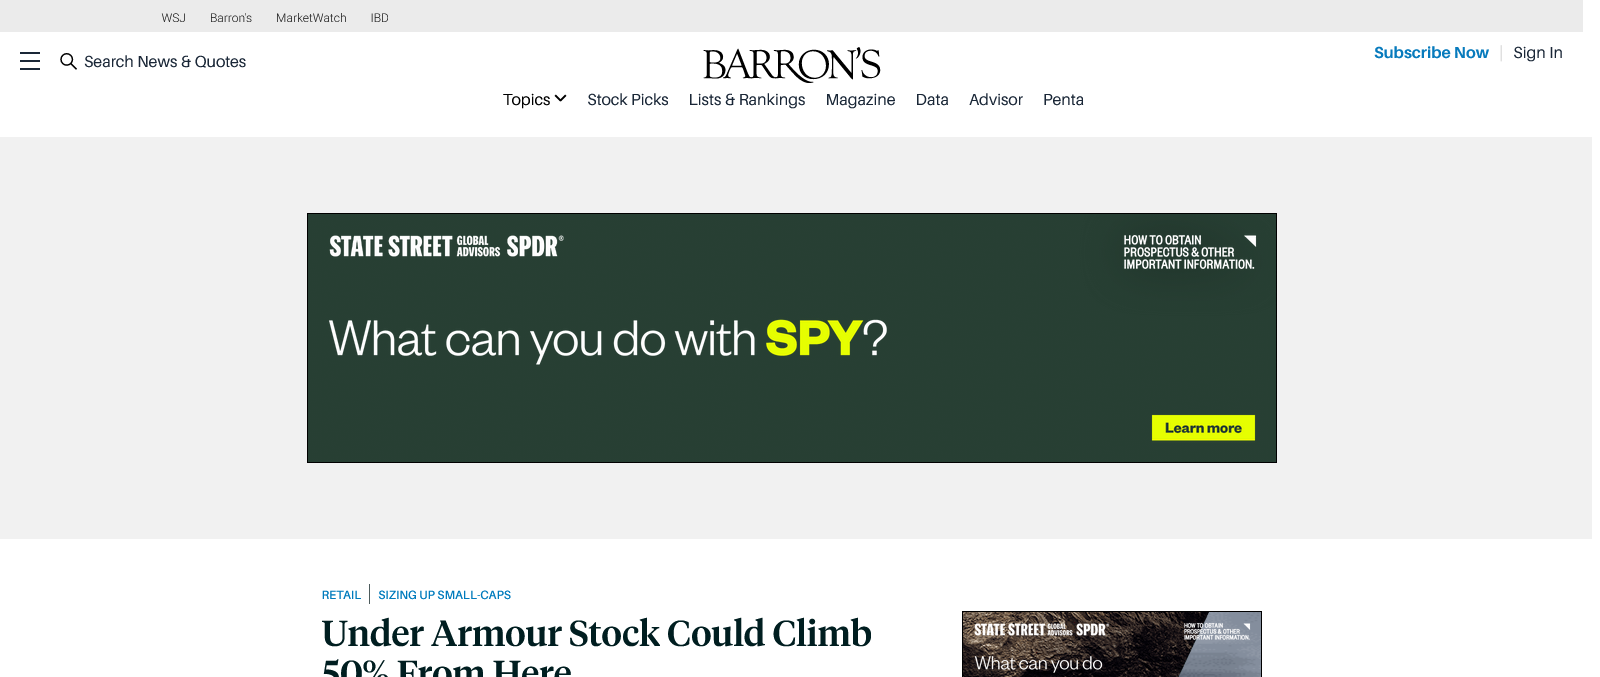 WSJ Barron's MarketWatch IBD
Search News & Quotes
BARRON'S
Subscribe Now | Sign In
Topics Stock Picks Lists & Rankings Magazine Data Advisor Penta
STATE STREET GLOBAL ADVISORS SPDR®
HOW TO OBTAIN
PROSPECTUS & OTHER
IMPORTANT INFORMATION.
What can you do with SPY?
Learn more
RETAIL | SIZING UP SMALL-CAPS
Under Armour Stock Could Climb
50% From Here
STATE STREET GLOBAL ADVISORS SPDR®
HOW TO OBTAIN
PROSPECTUS & OTHER
IMPORTANT INFORMATION.
What can you do